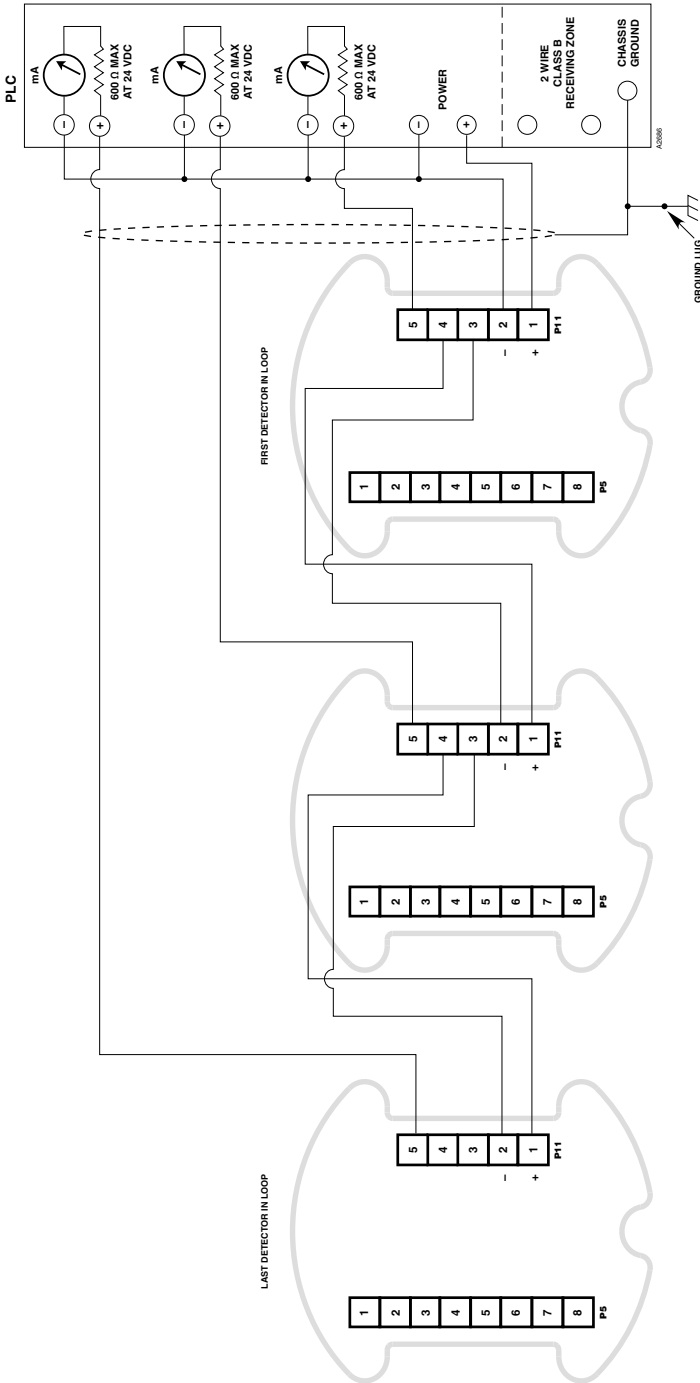 PLC
mA
600 Ω MAX
AT 24 VDC
mA
600 Ω MAX
AT 24 VDC
mA
600 Ω MAX
AT 24 VDC
–
+
–
+
–
+
–
+
POWER
2 WIRE
CLASS B
RECEIVING ZONE
CHASSIS
GROUND
A2686
GROUND LUG
LAST DETECTOR IN LOOP
1
2
3
4
5
6
7
8
P5
5
4
3
2
1
–
+
P11
1
2
3
4
5
6
7
8
P5
5
4
3
2
1
–
+
P11
FIRST DETECTOR IN LOOP
1
2
3
4
5
6
7
8
P5
5
4
3
2
1
–
+
P11